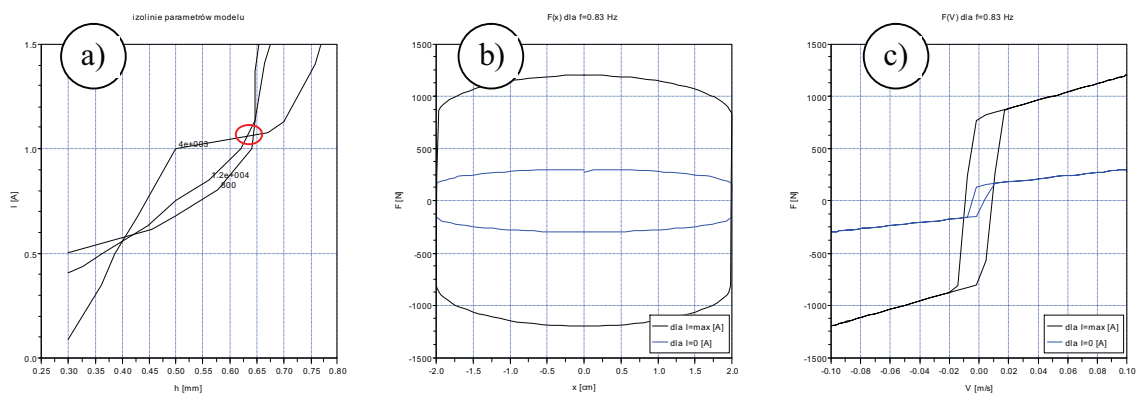 izolinie parametrów modelu
a)
1.5
1.0
0.5
0.0
I [A]
4e+003
1.2e+004
800
0.25 0.30 0.35 0.40 0.45 0.50 0.55 0.60 0.65 0.70 0.75 0.80
h [mm]
F(x) dla f=0.83 Hz
b)
1500
1000
500
0
-500
-1000
-1500
F [N]
dla I=max [A]
dla I=0 [A]
-2.0 -1.5 -1.0 -0.5 0.0 0.5 1.0 1.5 2.0
x [cm]
F(V) dla f=0.83 Hz
c)
1500
1000
500
0
-500
-1000
-1500
F [N]
dla I=max [A]
dla I=0 [A]
-0.10 -0.08 -0.06 -0.04 -0.02 0.00 0.02 0.04 0.06 0.08 0.10
V [m/s]